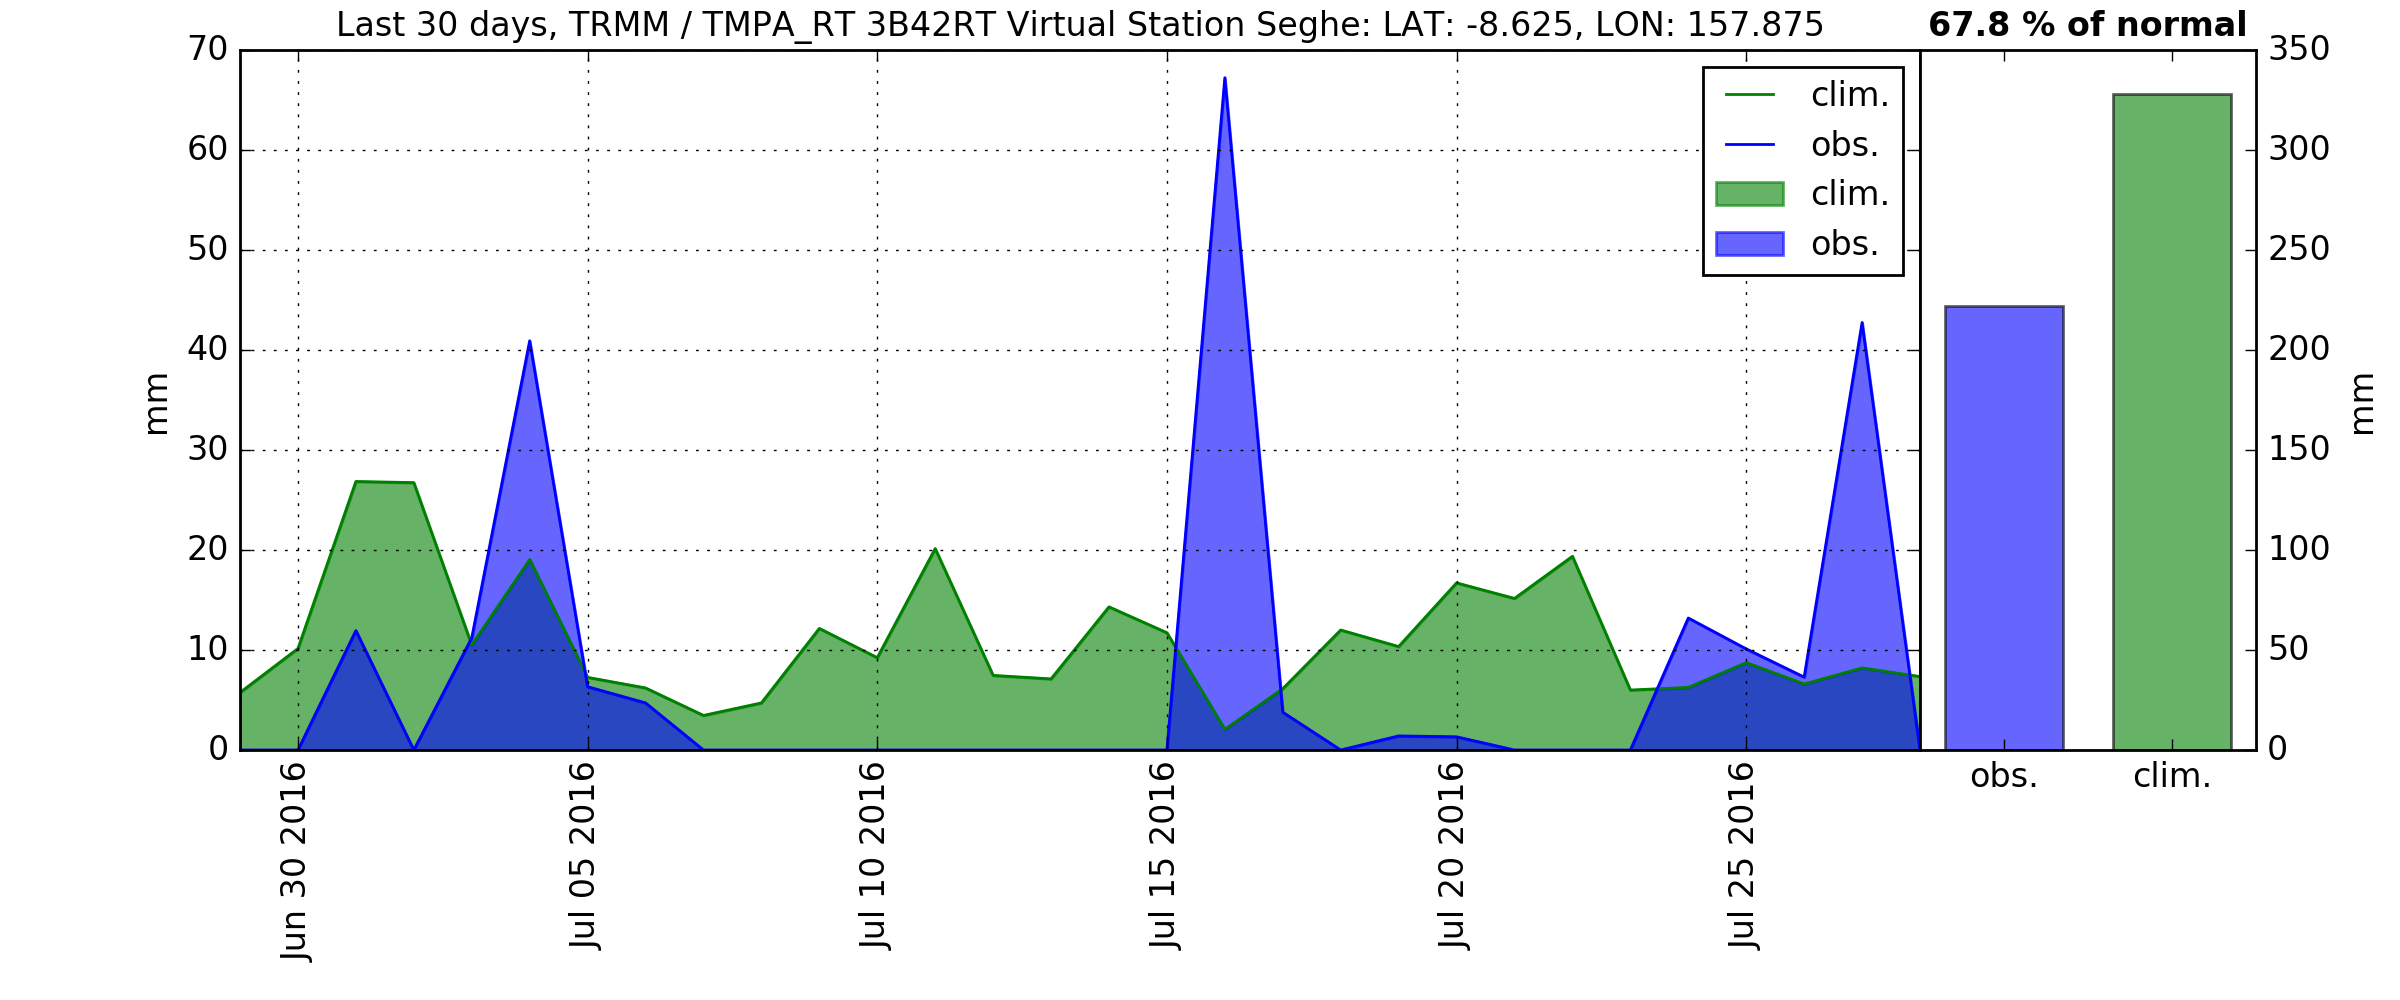 Last 30 days, TRMM / TMPA_RT 3B42RT Virtual Station Seghe: LAT: -8.625, LON: 157.875
67.8 % of normal
70
60
50
40
30
20
10
0
mm
clim.
obs.
clim.
obs.
350
300
250
200
150
100
50
0
mm
Jun 30 2016
Jul 05 2016
Jul 10 2016
Jul 15 2016
Jul 20 2016
Jul 25 2016
obs.
clim.